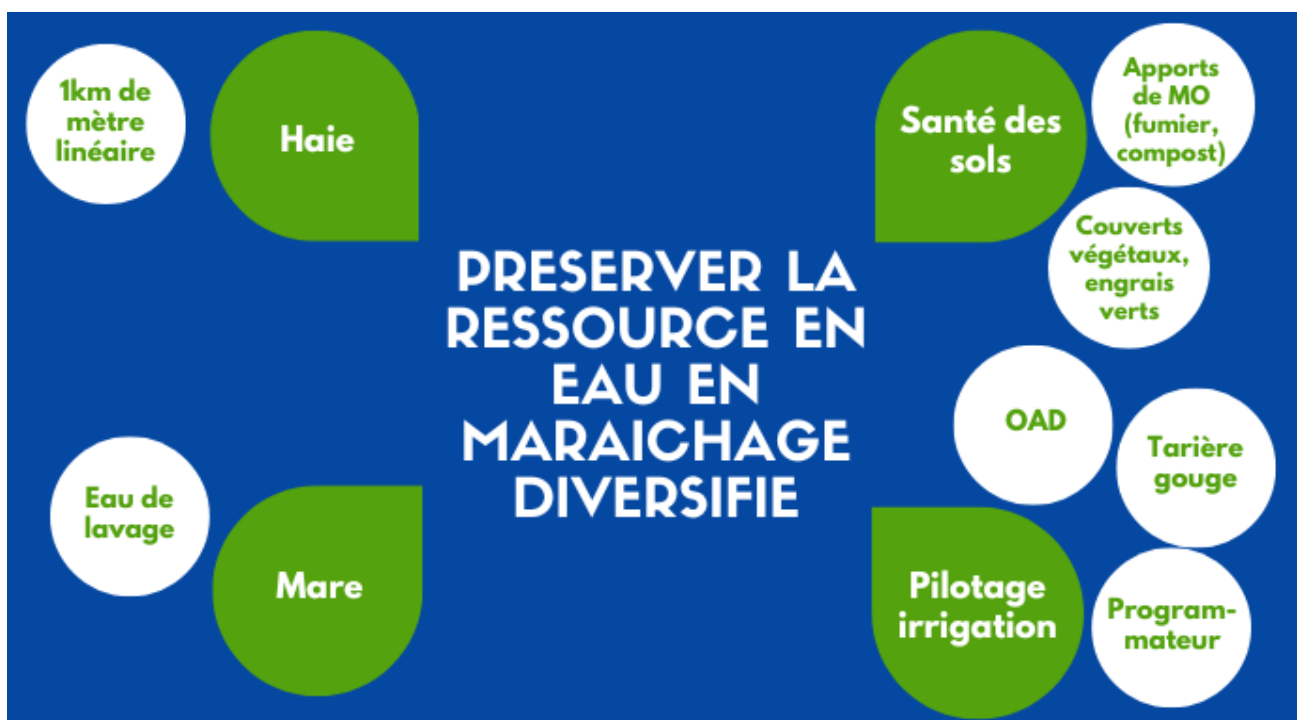 1km de
mètre
linéaire
Haie
Santé des
sols
Apports
de MO
(fumier,
compost)
Couverts
végétaux,
engrais
verts
PRESERVER LA
RESSOURCE EN
EAU EN
MARAICHAGE
DIVERSIFIE
OAD
Tarière
gouge
Eau de
lavage
Mare
Pilotage
irrigation
Program-
mateur